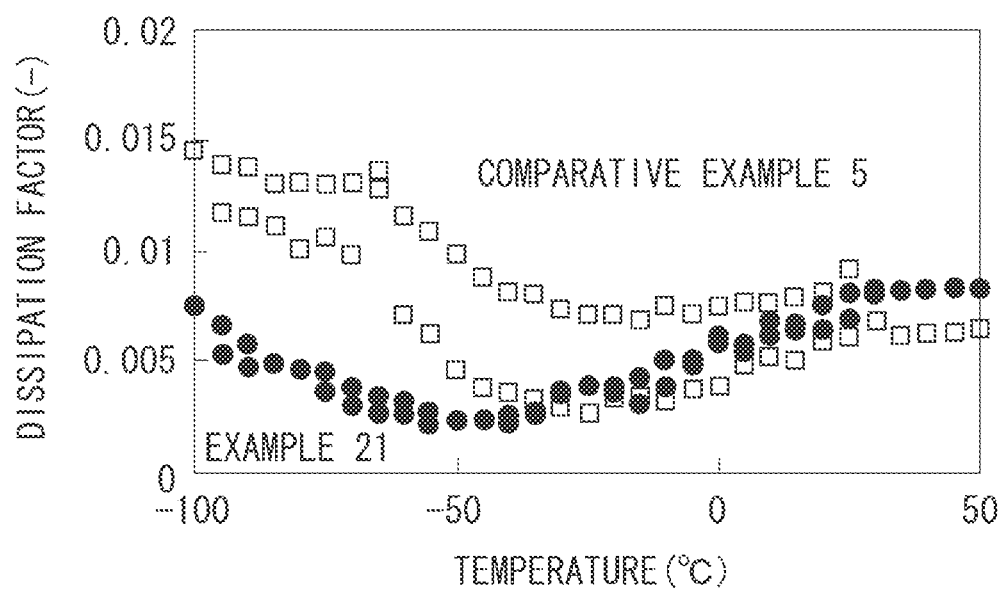 DISSIPATION FACTOR(-)
0.02
0.015
0.01
0.005
0
COMPARATIVE EXAMPLE 5
EXAMPLE 21
-100
-50
0
50
TEMPERATURE(℃)